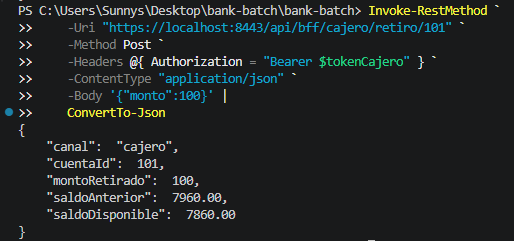 PS C:\Users\Sunnys\Desktop\bank-batch\bank-batch> Invoke-RestMethod `
>>     -Uri "https://localhost:8443/api/bff/cajero/retiro/101" `
>>     -Method Post `
>>     -Headers @{ Authorization = "Bearer $tokenCajero" } `
>>     -ContentType "application/json" `
>>     -Body '{"monto":100}' |
>>     ConvertTo-Json
{
    "canal":  "cajero",
    "cuentaId":  101,
    "montoRetirado":  100,
    "saldoAnterior":  7960.00,
    "saldoDisponible":  7860.00
}